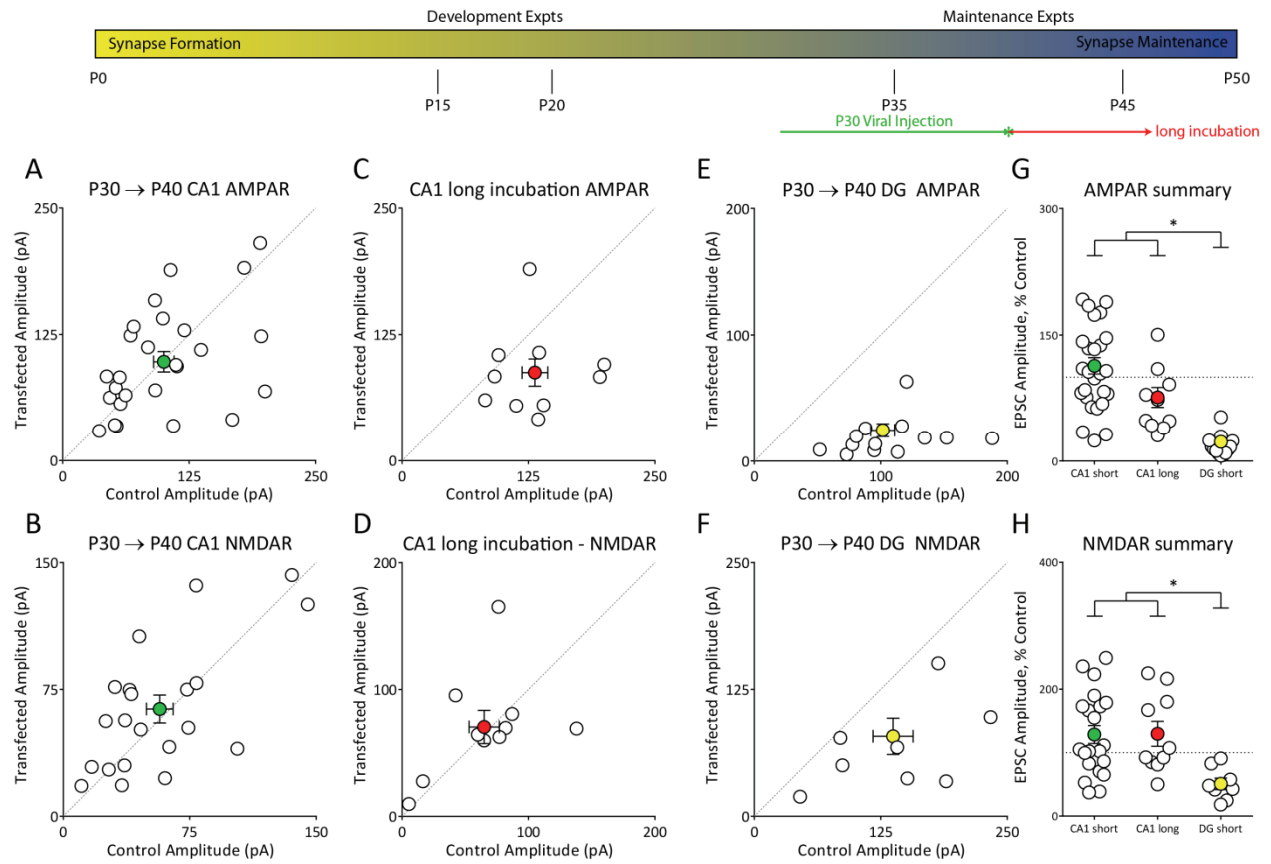 Development Expts
Maintenance Expts
Synapse Formation
Synapse Maintenance
P0
P15
P20
P35
P45
P50
P30 Viral Injection
*
long incubation
A
P30 → P40 CA1 AMPAR
Transfected Amplitude (pA)
250
125
0
0
125
250
Control Amplitude (pA)
C
CA1 long incubation AMPAR
Transfected Amplitude (pA)
250
125
0
0
125
250
Control Amplitude (pA)
E
P30 → P40 DG AMPAR
Transfected Amplitude (pA)
200
100
0
0
100
200
Control Amplitude (pA)
G
AMPAR summary
EPSC Amplitude, % Control
300
150
0
*
CA1 short
CA1 long
DG short
B
P30 → P40 CA1 NMDAR
Transfected Amplitude (pA)
150
75
0
0
75
150
Control Amplitude (pA)
D
CA1 long incubation - NMDAR
Transfected Amplitude (pA)
200
100
0
0
100
200
Control Amplitude (pA)
F
P30 → P40 DG NMDAR
Transfected Amplitude (pA)
250
125
0
0
125
250
Control Amplitude (pA)
H
NMDAR summary
EPSC Amplitude, % Control
400
200
0
*
CA1 short
CA1 long
DG short